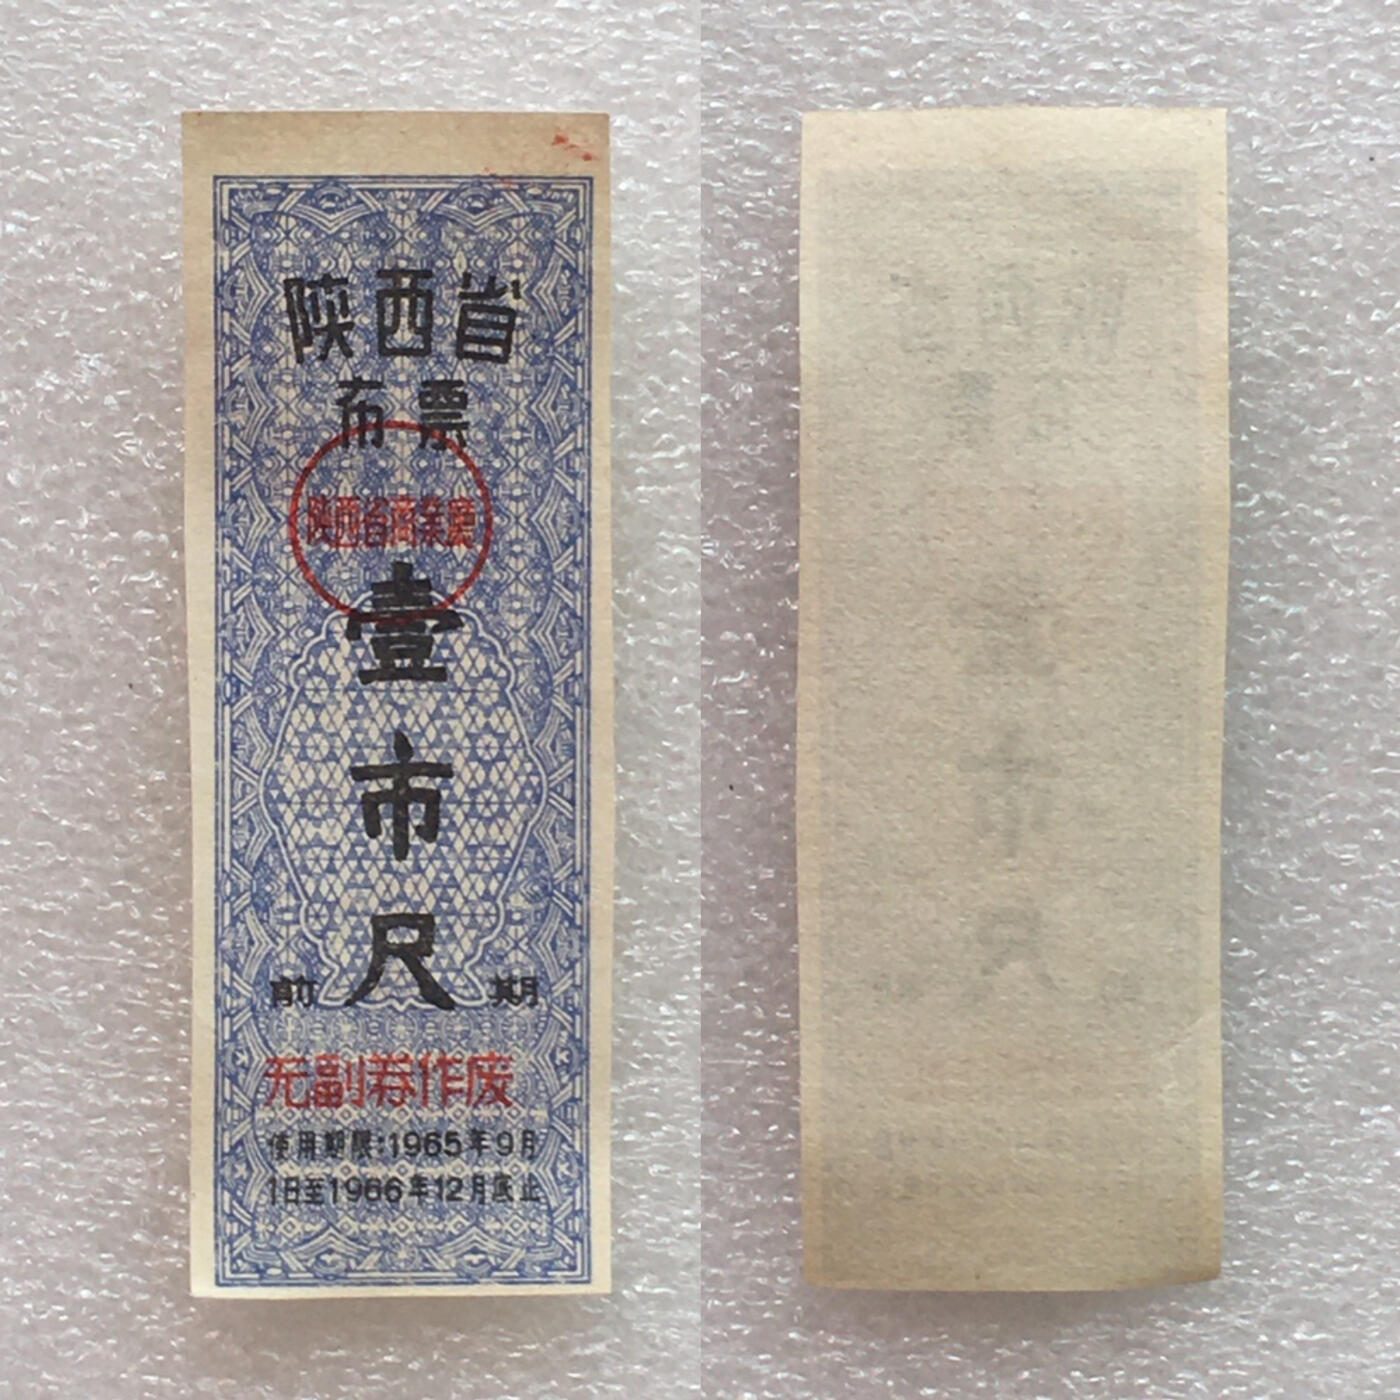 陕西省
布票
陕西省商業廳
壹
市
尺
前 期
无副券作废
使用期限:1965年9月
1日至1966年12月底止